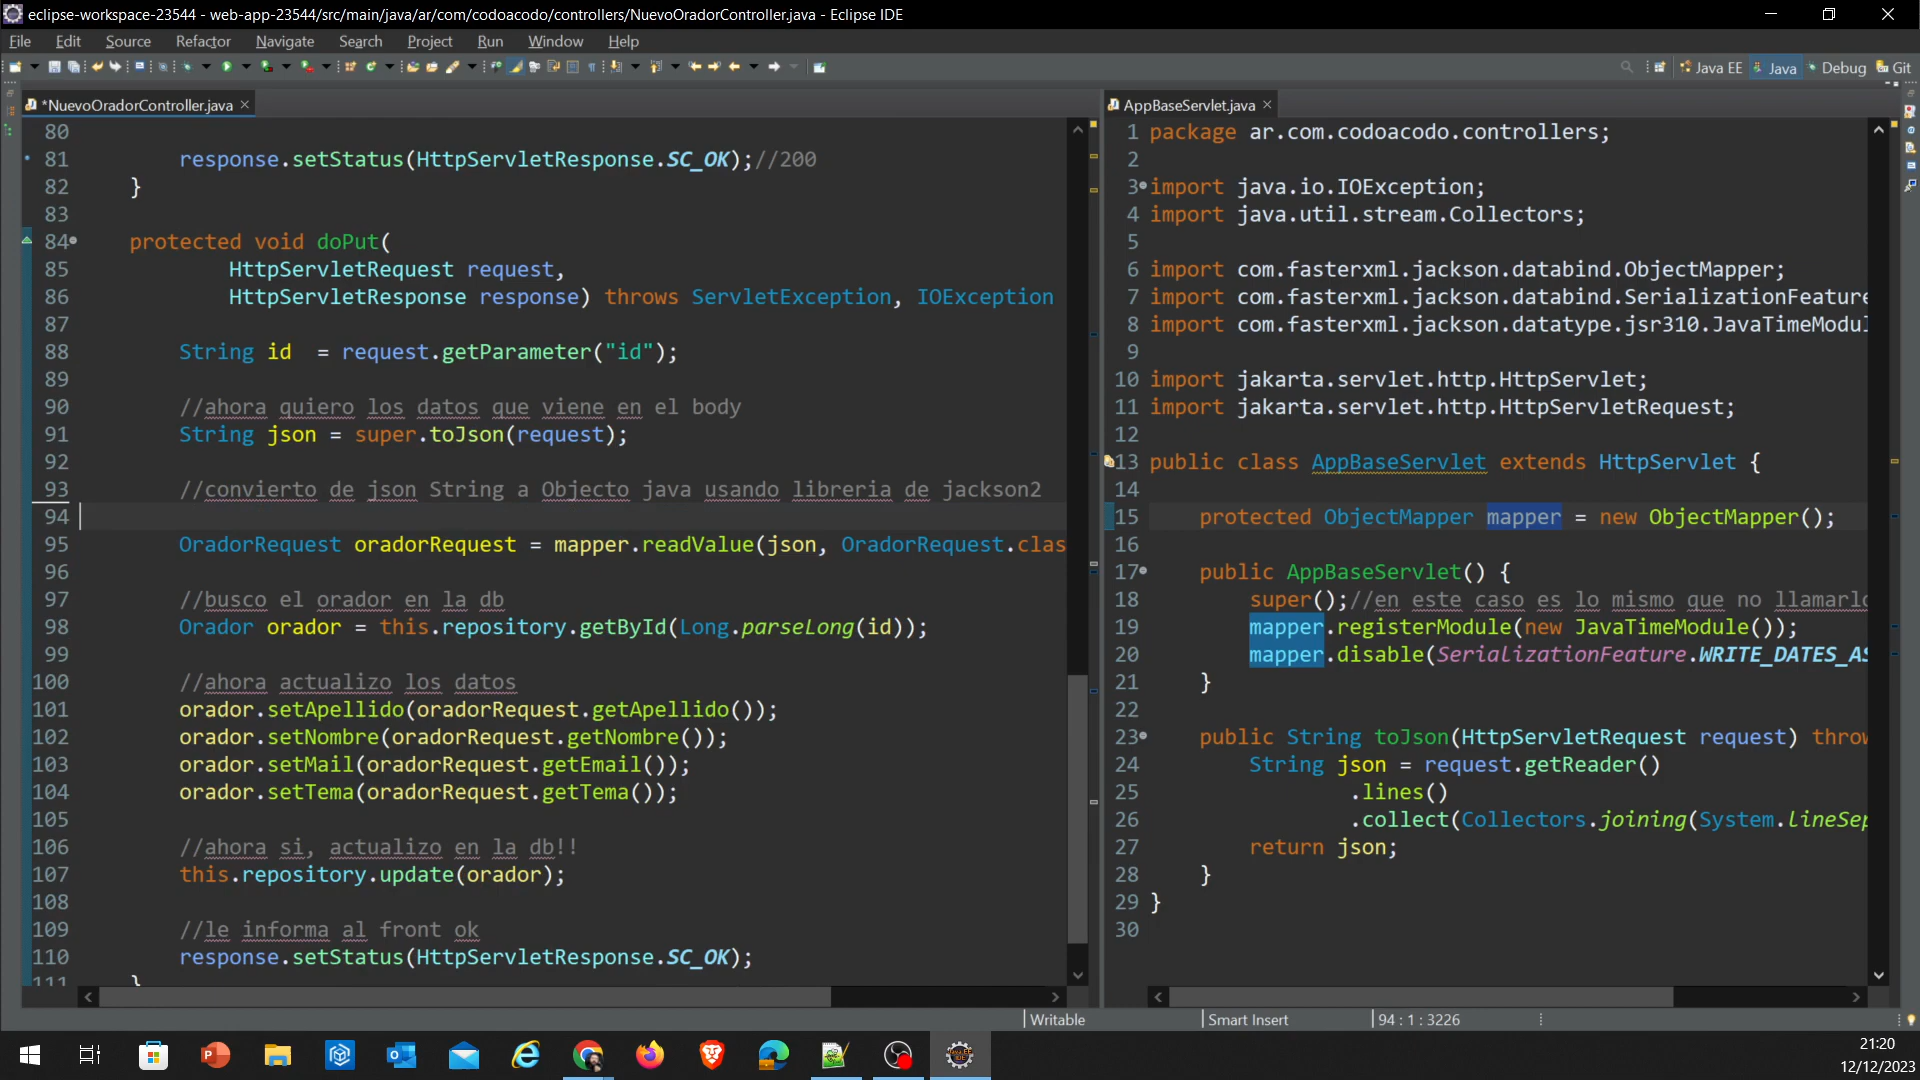 eclipse-workspace-23544 - web-app-23544/src/main/java/ar/com/codoacodo/controllers/NuevoOradorController.java - Eclipse IDE
File Edit Source Refactor Navigate Search Project Run Window Help
Java EE Java Debug Git
*NuevoOradorController.java
80
81 response.setStatus(HttpServletResponse.SC_OK);//200
82 }
83
84 protected void doPut(
85 HttpServletRequest request,
86 HttpServletResponse response) throws ServletException, IOException
87
88 String id  = request.getParameter("id");
89
90 //ahora quiero los datos que viene en el body
91 String json = super.toJson(request);
92
93 //convierto de json String a Objecto java usando libreria de jackson2
94
95 OradorRequest oradorRequest = mapper.readValue(json, OradorRequest.clas
96
97 //busco el orador en la db
98 Orador orador = this.repository.getById(Long.parseLong(id));
99
100 //ahora actualizo los datos
101 orador.setApellido(oradorRequest.getApellido());
102 orador.setNombre(oradorRequest.getNombre());
103 orador.setMail(oradorRequest.getEmail());
104 orador.setTema(oradorRequest.getTema());
105
106 //ahora si, actualizo en la db!!
107 this.repository.update(orador);
108
109 //le informa al front ok
110 response.setStatus(HttpServletResponse.SC_OK);
111 }
AppBaseServlet.java
1 package ar.com.codoacodo.controllers;
2
3 import java.io.IOException;
4 import java.util.stream.Collectors;
5
6 import com.fasterxml.jackson.databind.ObjectMapper;
7 import com.fasterxml.jackson.databind.SerializationFeature
8 import com.fasterxml.jackson.datatype.jsr310.JavaTimeModul
9
10 import jakarta.servlet.http.HttpServlet;
11 import jakarta.servlet.http.HttpServletRequest;
12
13 public class AppBaseServlet extends HttpServlet {
14
15 protected ObjectMapper mapper = new ObjectMapper();
16
17 public AppBaseServlet() {
18 super();//en este caso es lo mismo que no llamarlo
19 mapper.registerModule(new JavaTimeModule());
20 mapper.disable(SerializationFeature.WRITE_DATES_AS
21 }
22
23 public String toJson(HttpServletRequest request) throw
24 String json = request.getReader()
25 .lines()
26 .collect(Collectors.joining(System.lineSep
27 return json;
28 }
29 }
30
Writable Smart Insert 94 : 1 : 3226
21:20
12/12/2023